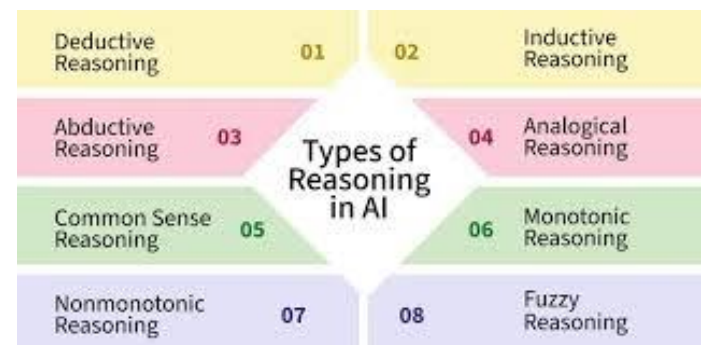 Deductive
Reasoning
01
02
Inductive
Reasoning
Abductive
Reasoning
03
Types of
Reasoning
in AI
04
Analogical
Reasoning
Common Sense
Reasoning
05
06
Monotonic
Reasoning
Nonmonotonic
Reasoning
07
08
Fuzzy
Reasoning